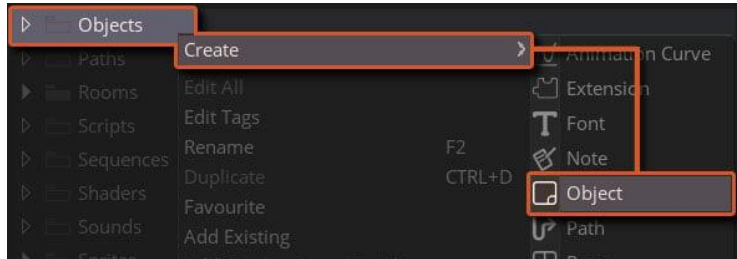 Objects
Paths
Rooms
Scripts
Sequences
Shaders
Sounds
Sprites
Create
Edit All
Edit Tags
Rename F2
Duplicate CTRL+D
Favourite
Add Existing
Animation Curve
Extension
Font
Note
Object
Path